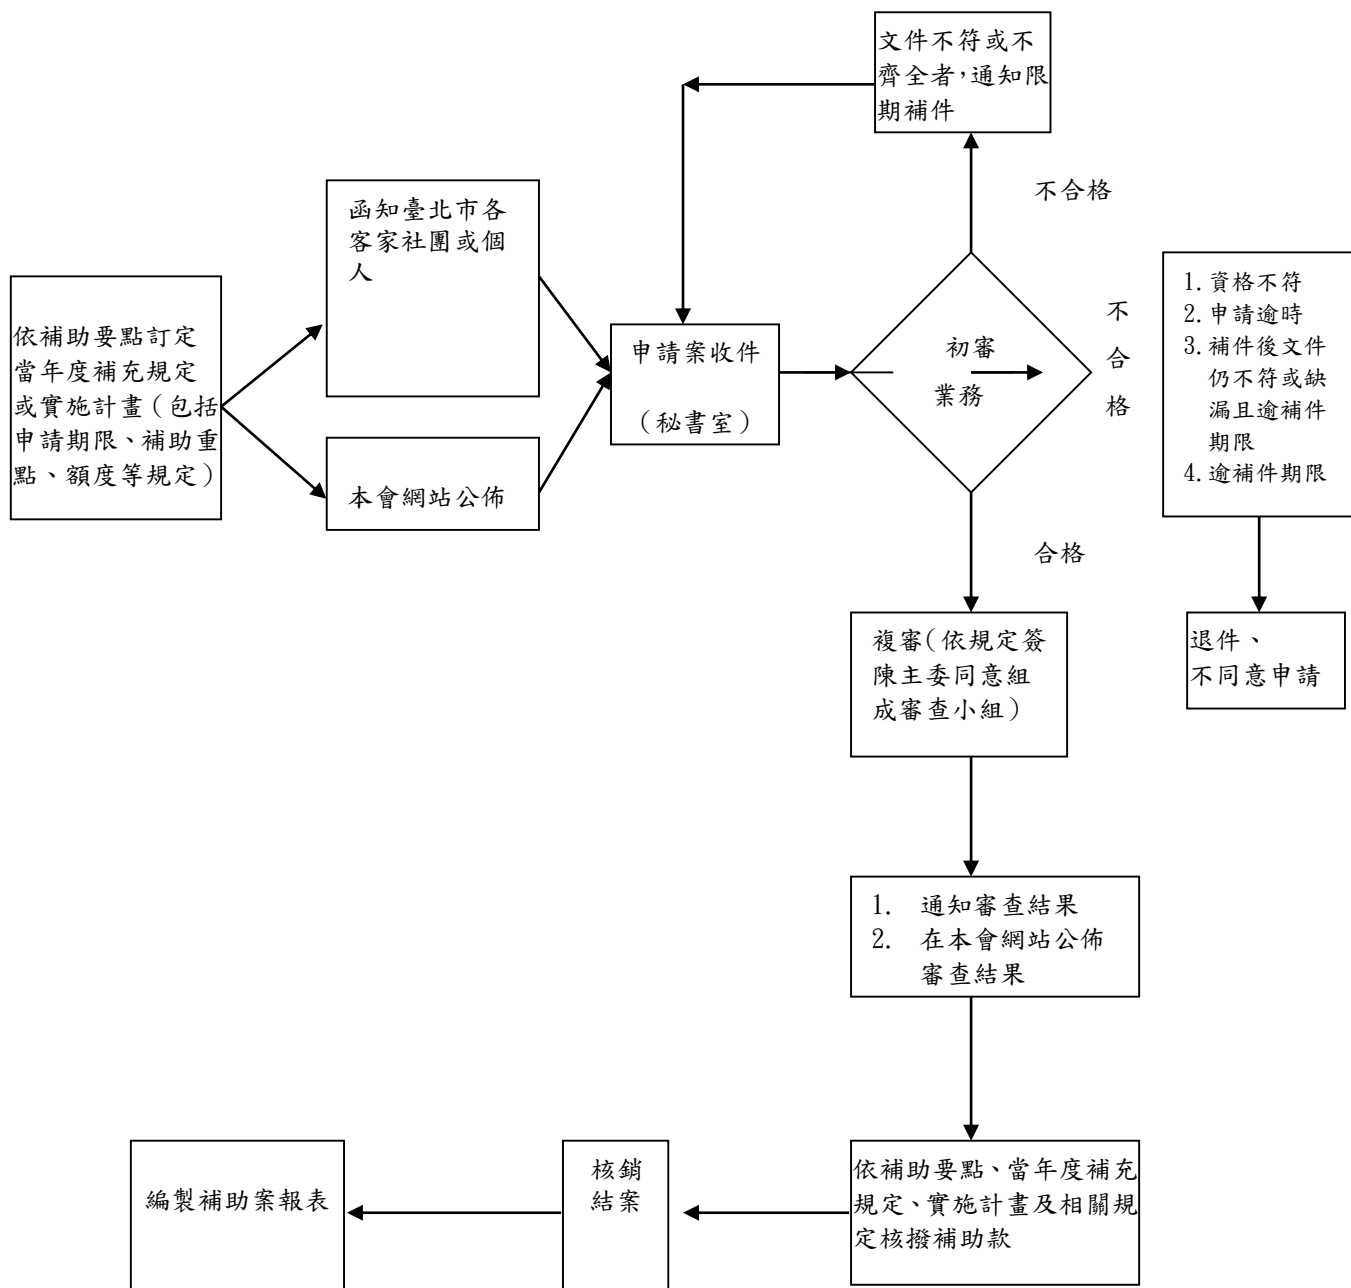 文件不符或不
齊全者，通知限
期補件
不合格
函知臺北市各
客家社團或個
人
依補助要點訂定
當年度補充規定
或實施計畫（包括
申請期限、補助重
點、額度等規定）
本會網站公佈
申請案收件
（秘書室）
初審
業務
不
合
格
1. 資格不符
2. 申請逾時
3. 補件後文件
仍不符或缺
漏且逾補件
期限
4. 逾補件期限
合格
複審（依規定簽
陳主委同意組
成審查小組）
退件、
不同意申請
1. 通知審查結果
2. 在本會網站公佈
審查結果
依補助要點、當年度補充
規定、實施計畫及相關規
定核撥補助款
核銷
結案
編製補助案報表